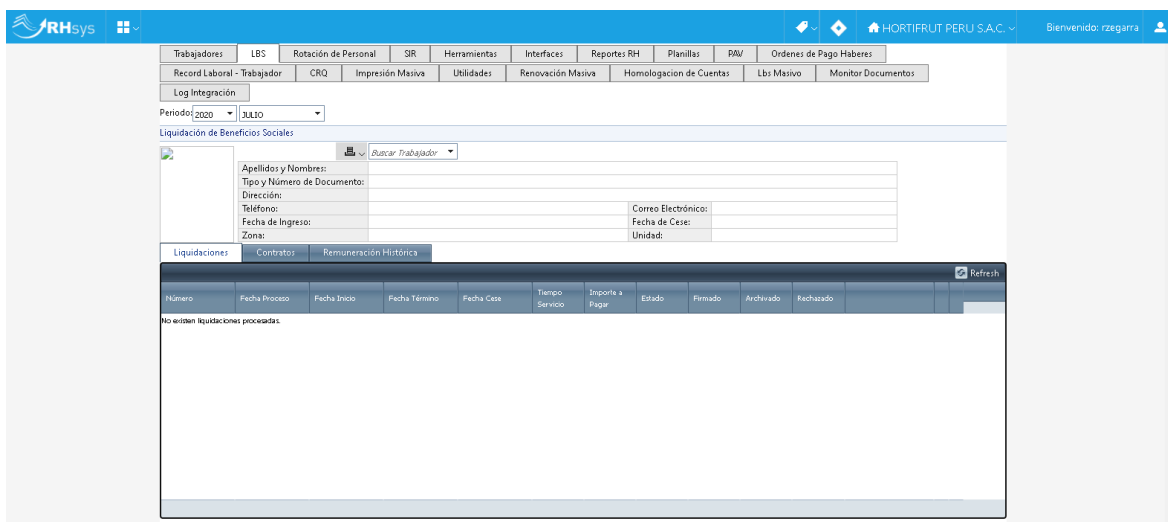 RHsys HORTIFRUT PERU S.A.C. Bienvenido: rzegarra
Trabajadores LBS Rotación de Personal SIR Herramientas Interfaces Reportes RH Planillas PAV Ordenes de Pago Haberes
Record Laboral - Trabajador CRQ Impresión Masiva Utilidades Renovación Masiva Homologacion de Cuentas Lbs Masivo Monitor Documentos
Log Integración
Periodo: 2020 JULIO
Liquidación de Beneficios Sociales
Buscar Trabajador
Apellidos y Nombres:
Tipo y Número de Documento:
Dirección:
Teléfono: Correo Electrónico:
Fecha de Ingreso: Fecha de Cese:
Zona: Unidad:
Liquidaciones Contratos Remuneración Histórica
Refresh
Número Fecha Proceso Fecha Inicio Fecha Término Fecha Cese Tiempo Servicio Importe a Pagar Estado Firmado Archivado Rechazado
No existen liquidaciones procesadas.